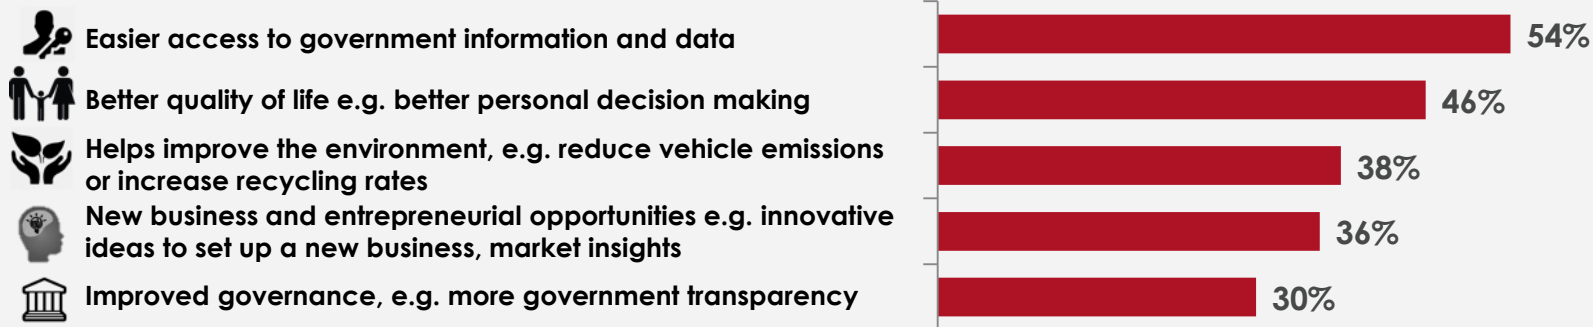 Easier access to government information and data
54%
Better quality of life e.g. better personal decision making
46%
Helps improve the environment, e.g. reduce vehicle emissions
or increase recycling rates
38%
New business and entrepreneurial opportunities e.g. innovative
ideas to set up a new business, market insights
36%
Improved governance, e.g. more government transparency
30%